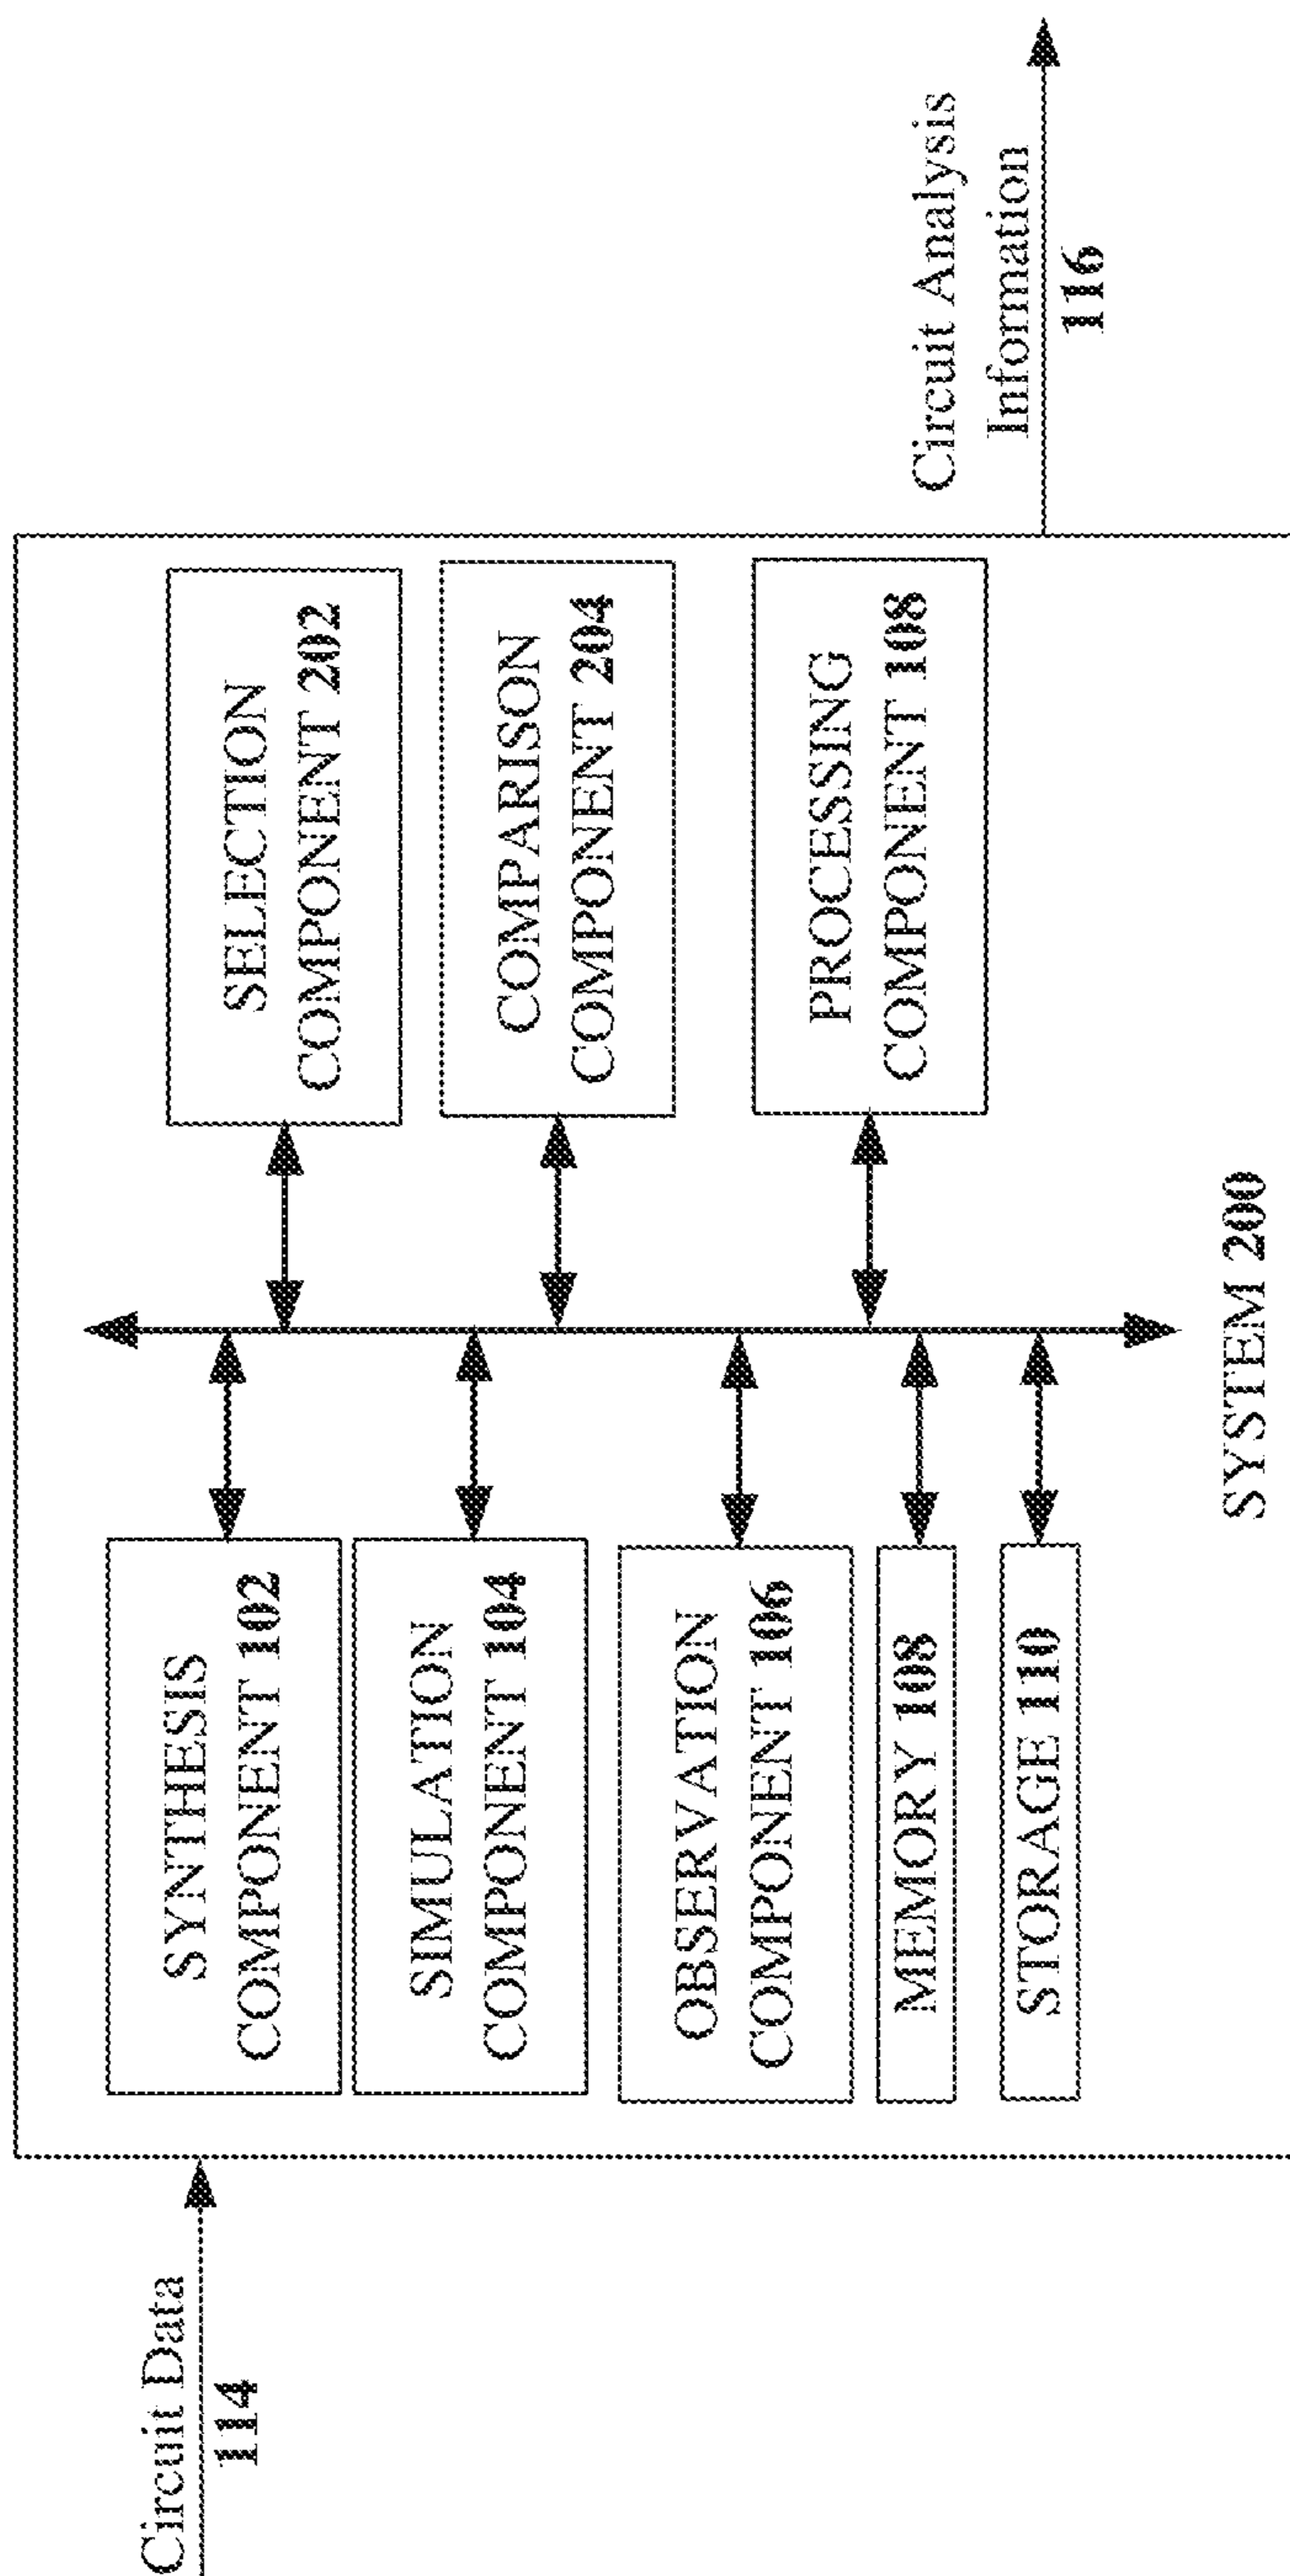 Circuit Data
114
SYNTHESIS
COMPONENT 102
SIMULATION
COMPONENT 104
OBSERVATION
COMPONENT 106
MEMORY 108
STORAGE 110
SELECTION
COMPONENT 202
COMPARISON
COMPONENT 204
PROCESSING
COMPONENT 108
SYSTEM 200
Circuit Analysis
Information
116